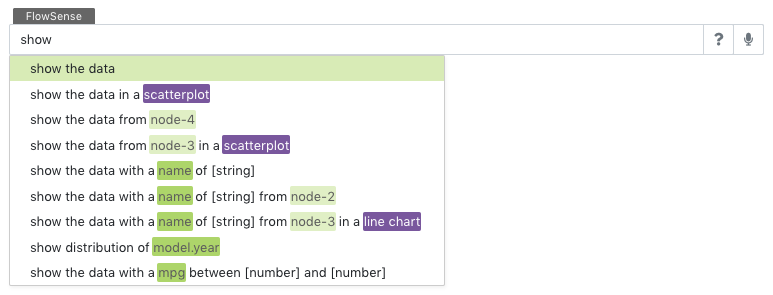 FlowSense
show ?
show the data
show the data in a scatterplot
show the data from node-4
show the data from node-3 in a scatterplot
show the data with a name of [string]
show the data with a name of [string] from node-2
show the data with a name of [string] from node-3 in a line chart
show distribution of model.year
show the data with a mpg between [number] and [number]